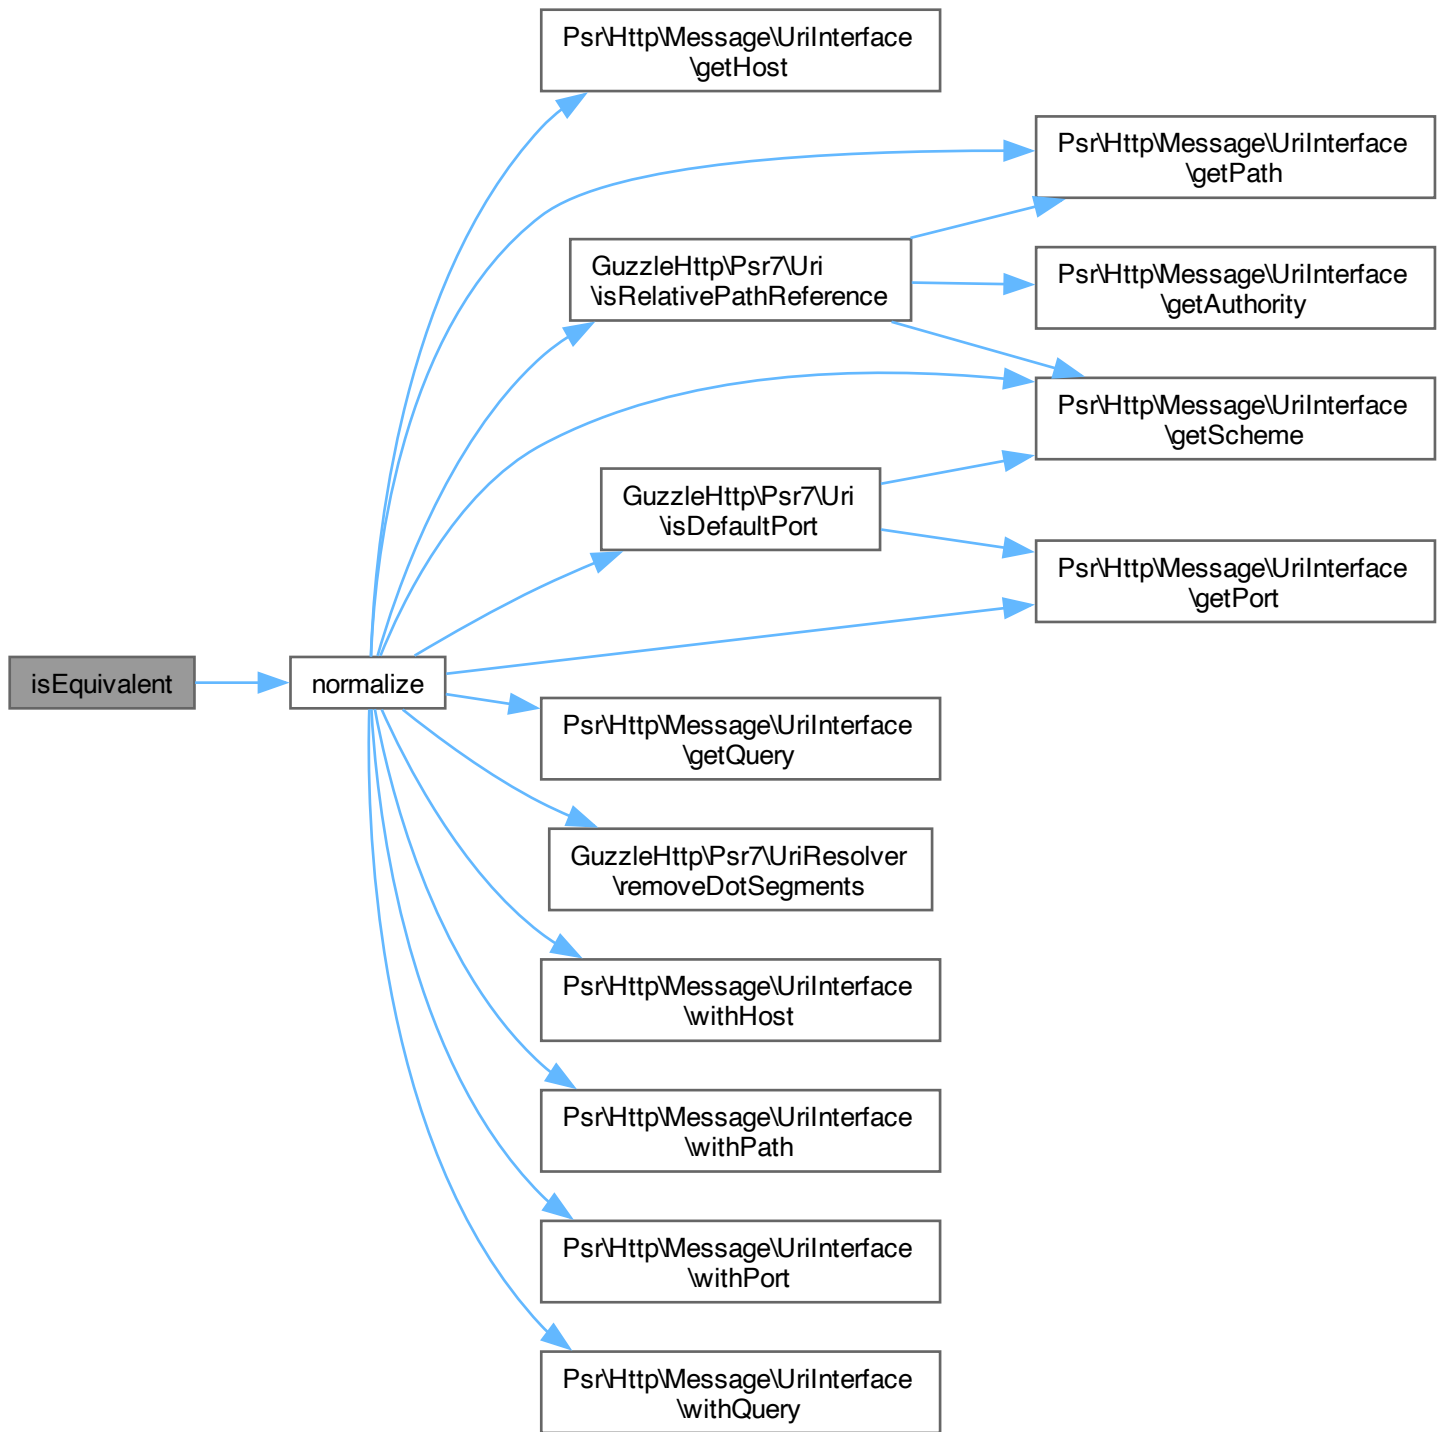 Psr\Http\Message\UriInterface
\getHost
Psr\Http\Message\UriInterface
\getPath
GuzzleHttp\Psr7\Uri
\isRelativePathReference
Psr\Http\Message\UriInterface
\getAuthority
Psr\Http\Message\UriInterface
\getScheme
GuzzleHttp\Psr7\Uri
\isDefaultPort
Psr\Http\Message\UriInterface
\getPort
isEquivalent
normalize
Psr\Http\Message\UriInterface
\getQuery
GuzzleHttp\Psr7\UriResolver
\removeDotSegments
Psr\Http\Message\UriInterface
\withHost
Psr\Http\Message\UriInterface
\withPath
Psr\Http\Message\UriInterface
\withPort
Psr\Http\Message\UriInterface
\withQuery